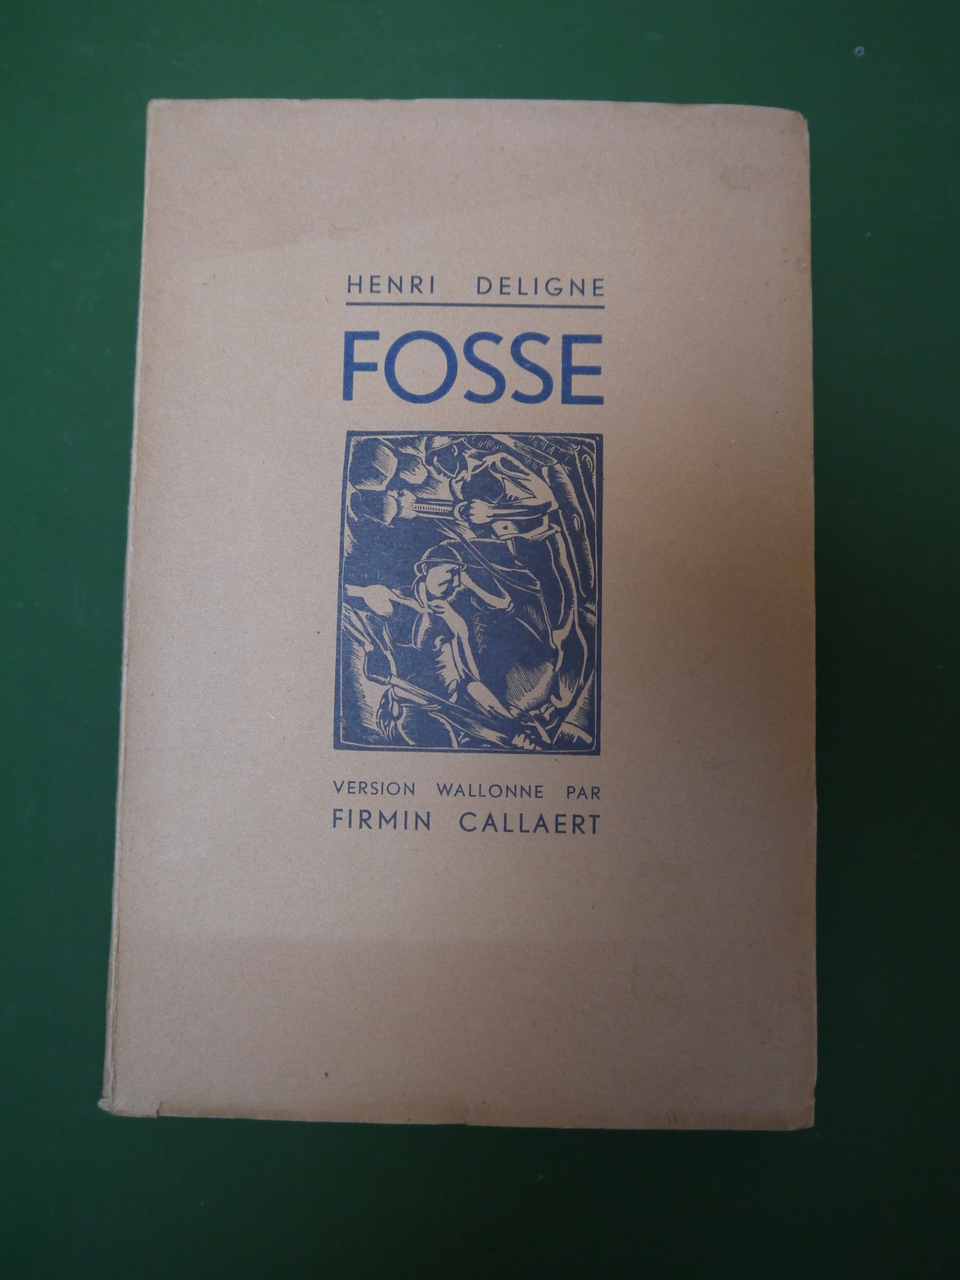 HENRI DELIGNE
FOSSE
VERSION WALLONNE PAR
FIRMIN CALLAERT